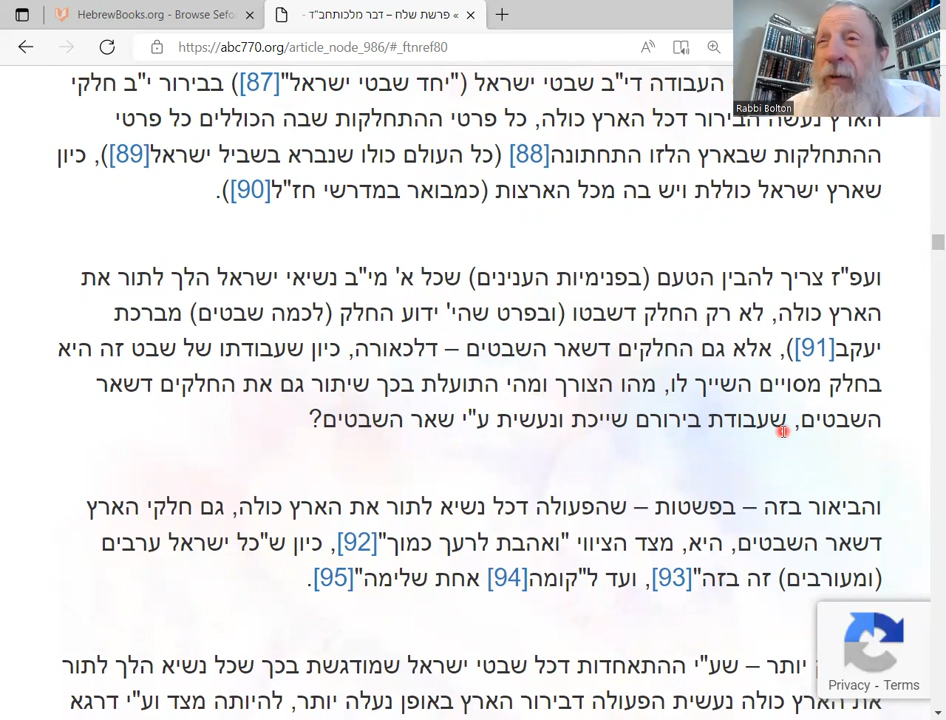 HebrewBooks.org - Browse Sefo
» פרשת שלח – דבר מלכותחב"ד -
https://abc770.org/article_node_986/#_ftnref80
Rabbi Bolton
העבודה די"ב שבטי ישראל ("יחד שבטי ישראל"[87]) בבירור י"ב חלקי
הארץ נעשה הבירור דכל הארץ כולה, כל פרטי ההתחלקות שבה הכוללים כל פרטי
ההתחלקות שבארץ הלזו התחתונה[88] (כל העולם כולו שנברא בשביל ישראל[89]), כיון
שארץ ישראל כוללת ויש בה מכל הארצות (כמבואר במדרשי חז"ל[90]).
ועפ"ז צריך להבין הטעם (בפנימיות הענינים) שכל א' מי"ב נשיאי ישראל הלך לתור את
הארץ כולה, לא רק החלק דשבטו (ובפרט שהי' ידוע החלק (לכמה שבטים) מברכת
יעקב[91]), אלא גם החלקים דשאר השבטים – דלכאורה, כיון שעבודתו של שבט זה היא
בחלק מסויים השייך לו, מהו הצורך ומהי התועלת בכך שיתור גם את החלקים דשאר
השבטים, שעבודת בירורם שייכת ונעשית ע"י שאר השבטים?
והביאור בזה – בפשטות – שהפעולה דכל נשיא לתור את הארץ כולה, גם חלקי הארץ
דשאר השבטים, היא, מצד הציווי "ואהבת לרעך כמוך"[92], כיון ש"כל ישראל ערבים
(ומעורבים) זה בזה"[93], ועד ל"קומה[94] אחת שלימה"[95].
יותר – שע"י ההתאחדות דכל שבטי ישראל שמודגשת בכך שכל נשיא הלך לתור
את הארץ כולה נעשית הפעולה דבירור הארץ באופן נעלה יותר, להיותה מצד וע"י דרגא
Privacy - Terms